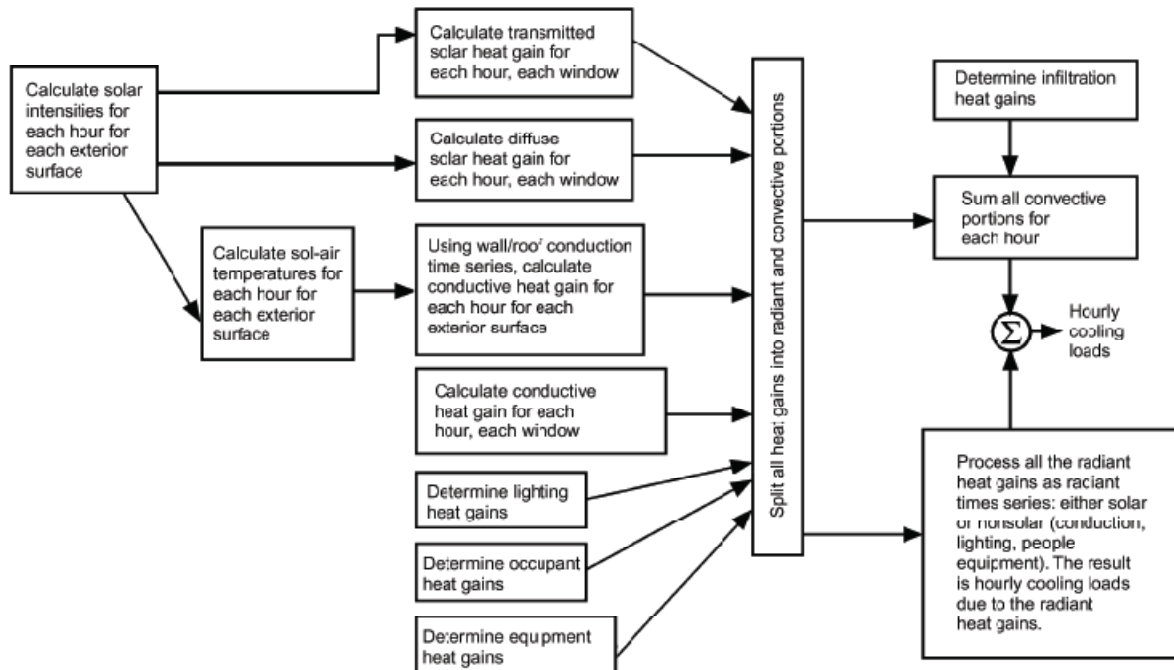 Calculate solar
intensities for
each hour for
each exterior
surface
Calculate transmitted
solar heat gain for
each hour, each window
Calculate diffuse
solar heat gain for
each hour, each window
Calculate sol-air
temperatures for
each hour for
each exterior
surface
Using wall/roof conduction
time series, calculate
conductive heat gain for
each hour for each
exterior surface
Calculate conductive
heat gain for each
hour, each window
Determine lighting
heat gains
Determine occupant
heat gains
Determine equipment
heat gains
Split all heat gains into radiant and convective portions
Determine infiltration
heat gains
Sum all convective
portions for
each hour
Σ
Hourly
cooling
loads
Process all the radiant
heat gains as radiant
times series: either solar
or nonsolar (conduction,
lighting, people
equipment). The result
is hourly cooling loads
due to the radiant
heat gains.